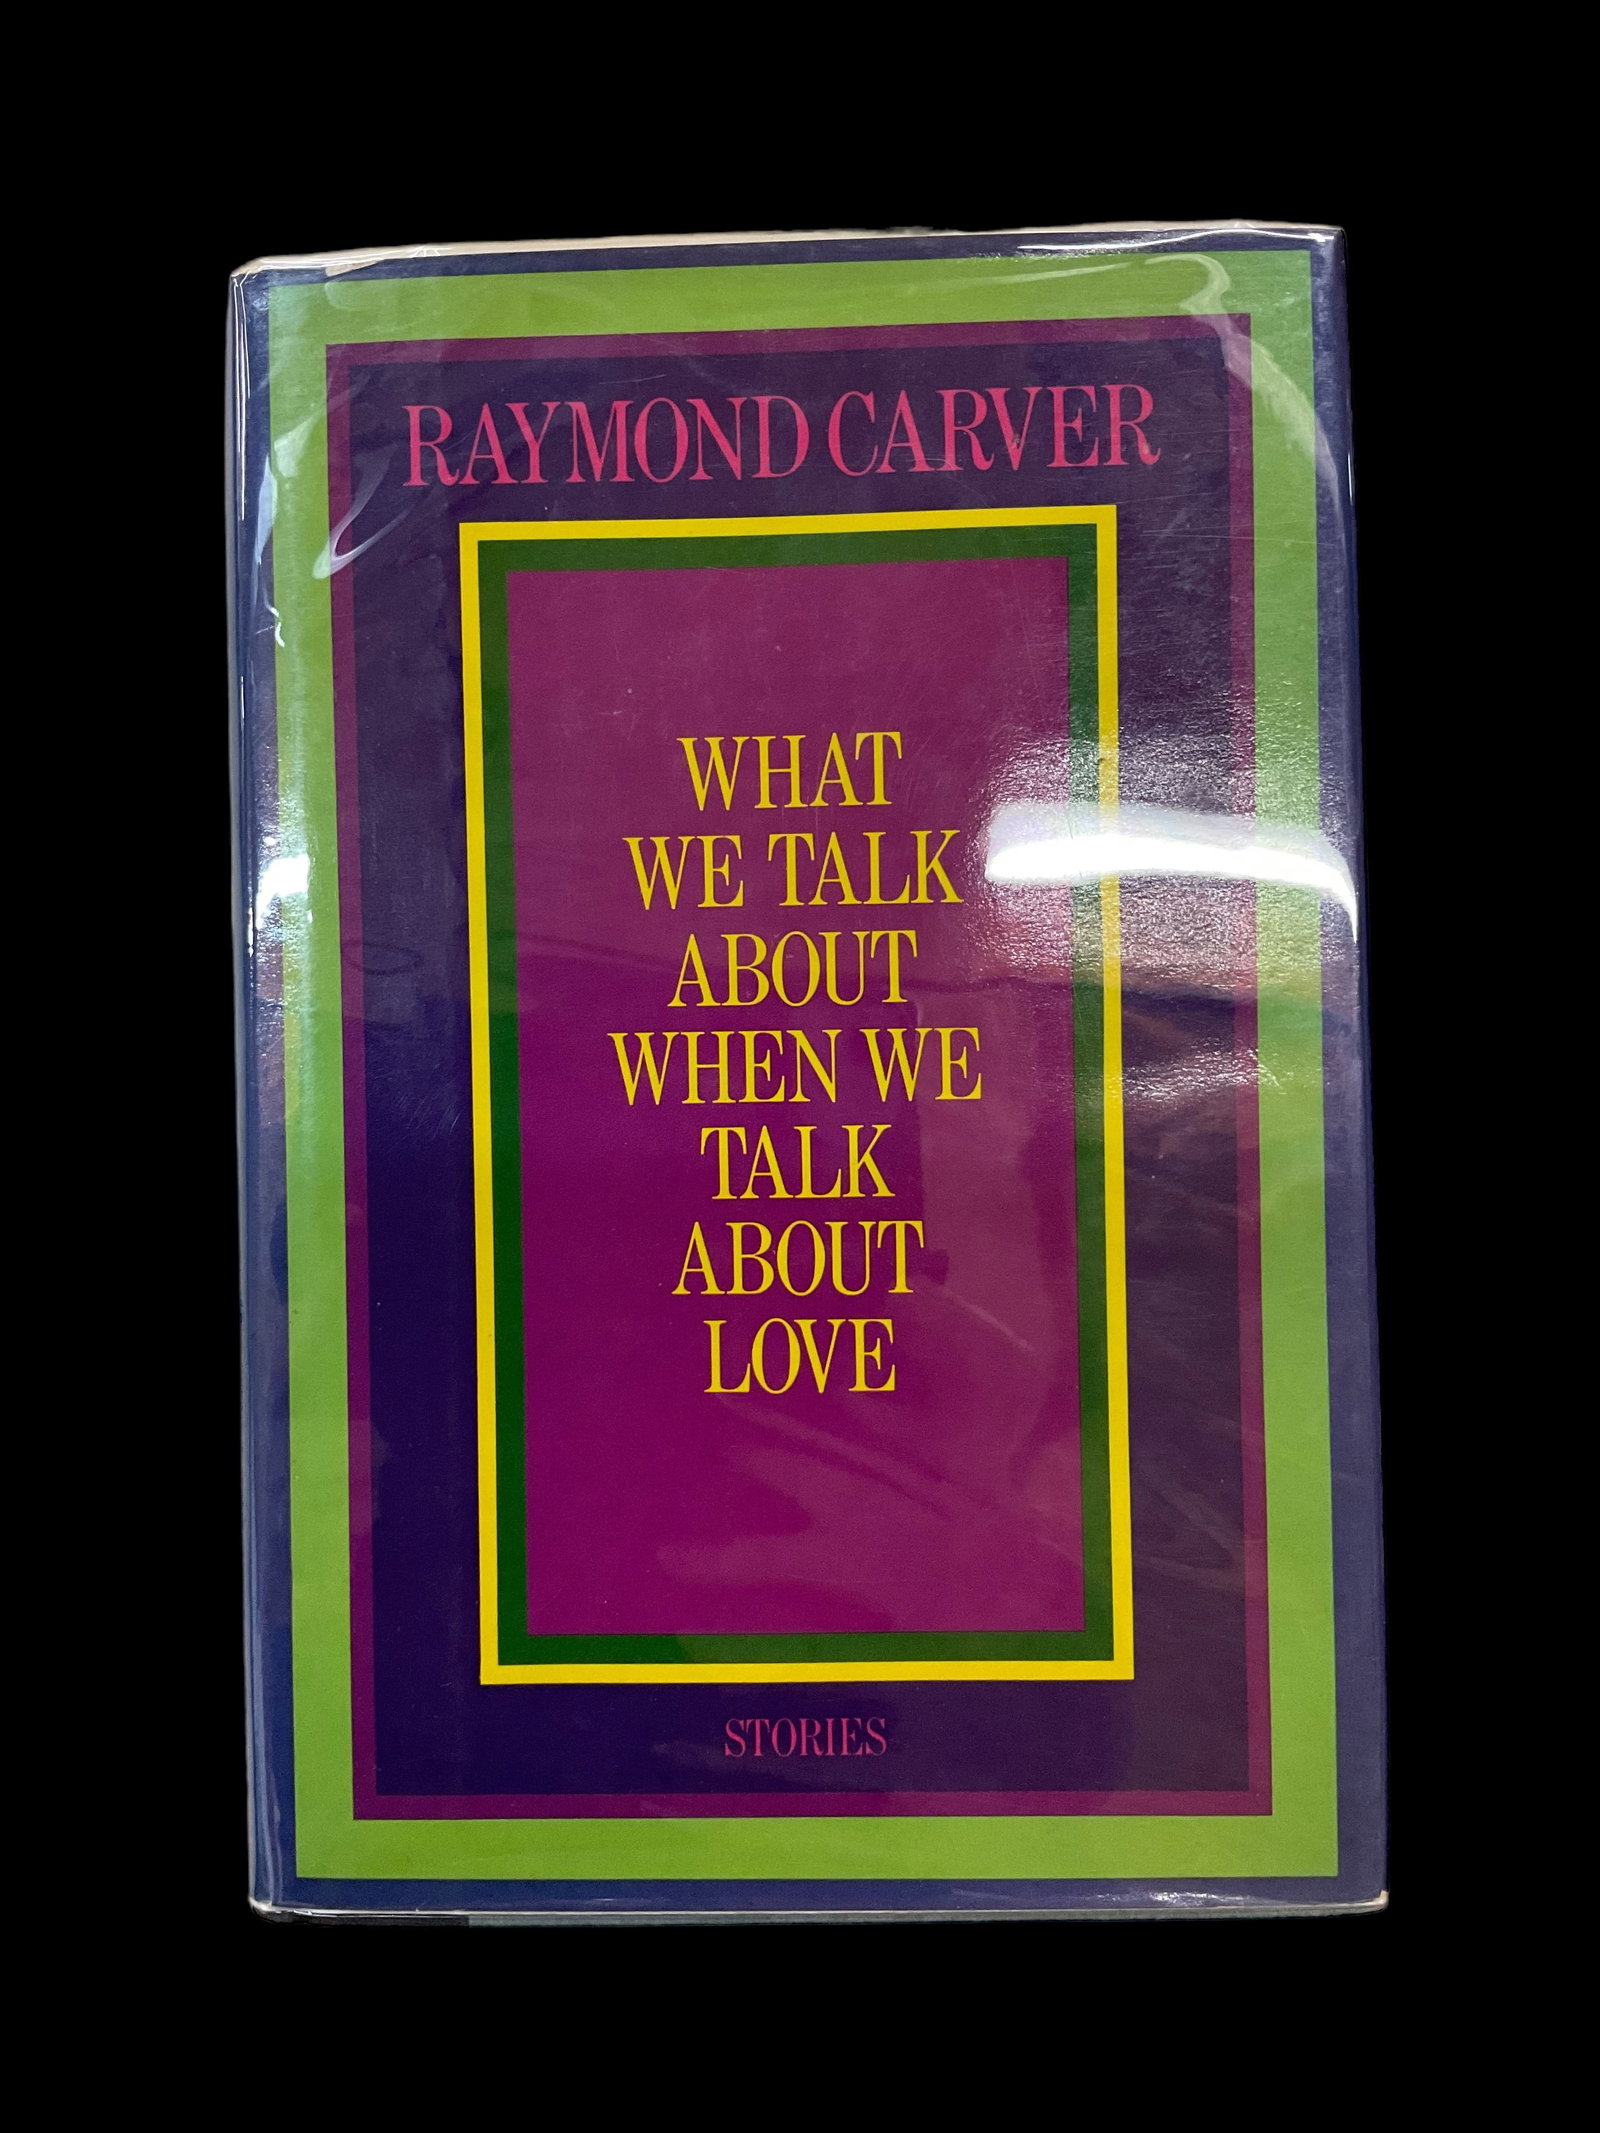 RAYMOND CARVER
WHAT
WE TALK
ABOUT
WHEN WE
TALK
ABOUT
LOVE
STORIES